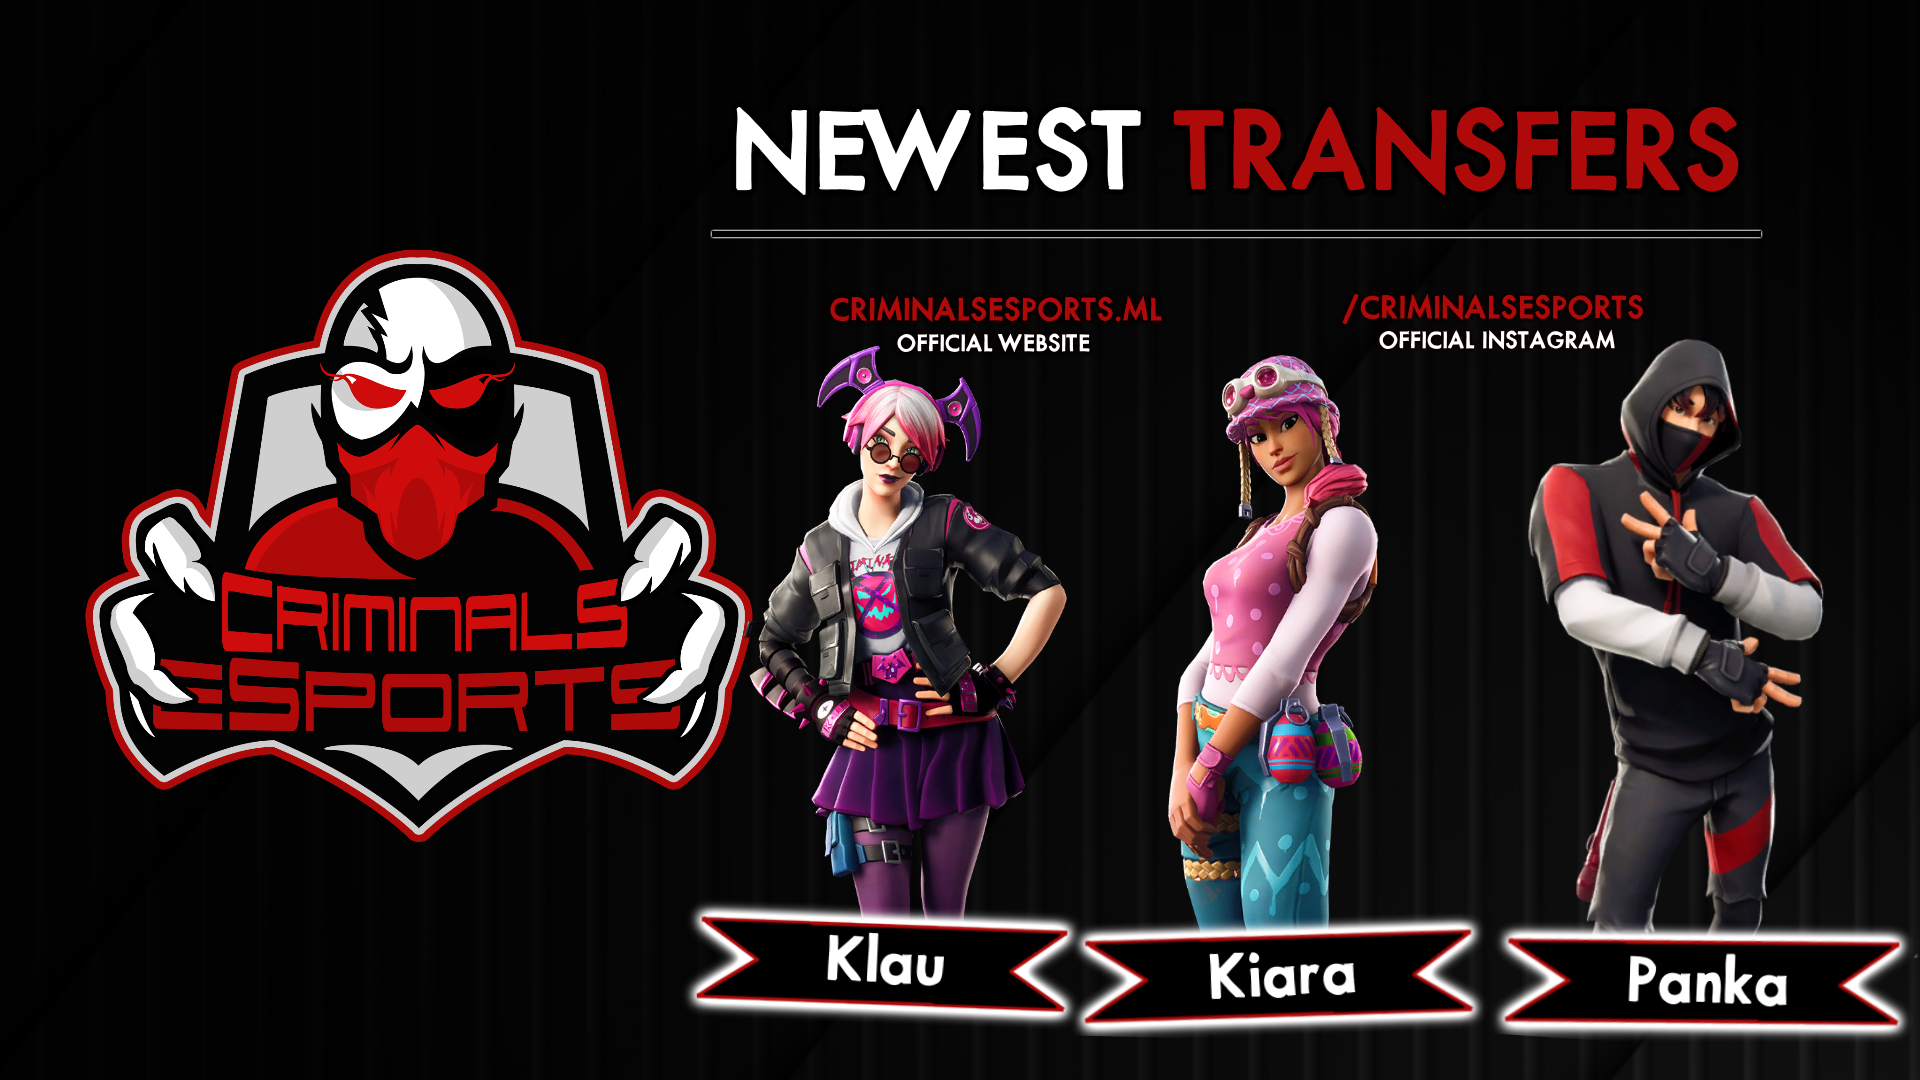 NEWEST TRANSFERS
CRIMINALSESPORTS.ML
OFFICIAL WEBSITE
/CRIMINALSESPORTS
OFFICIAL INSTAGRAM
CRIMINALS
ESPORTS
Klau
Kiara
Panka